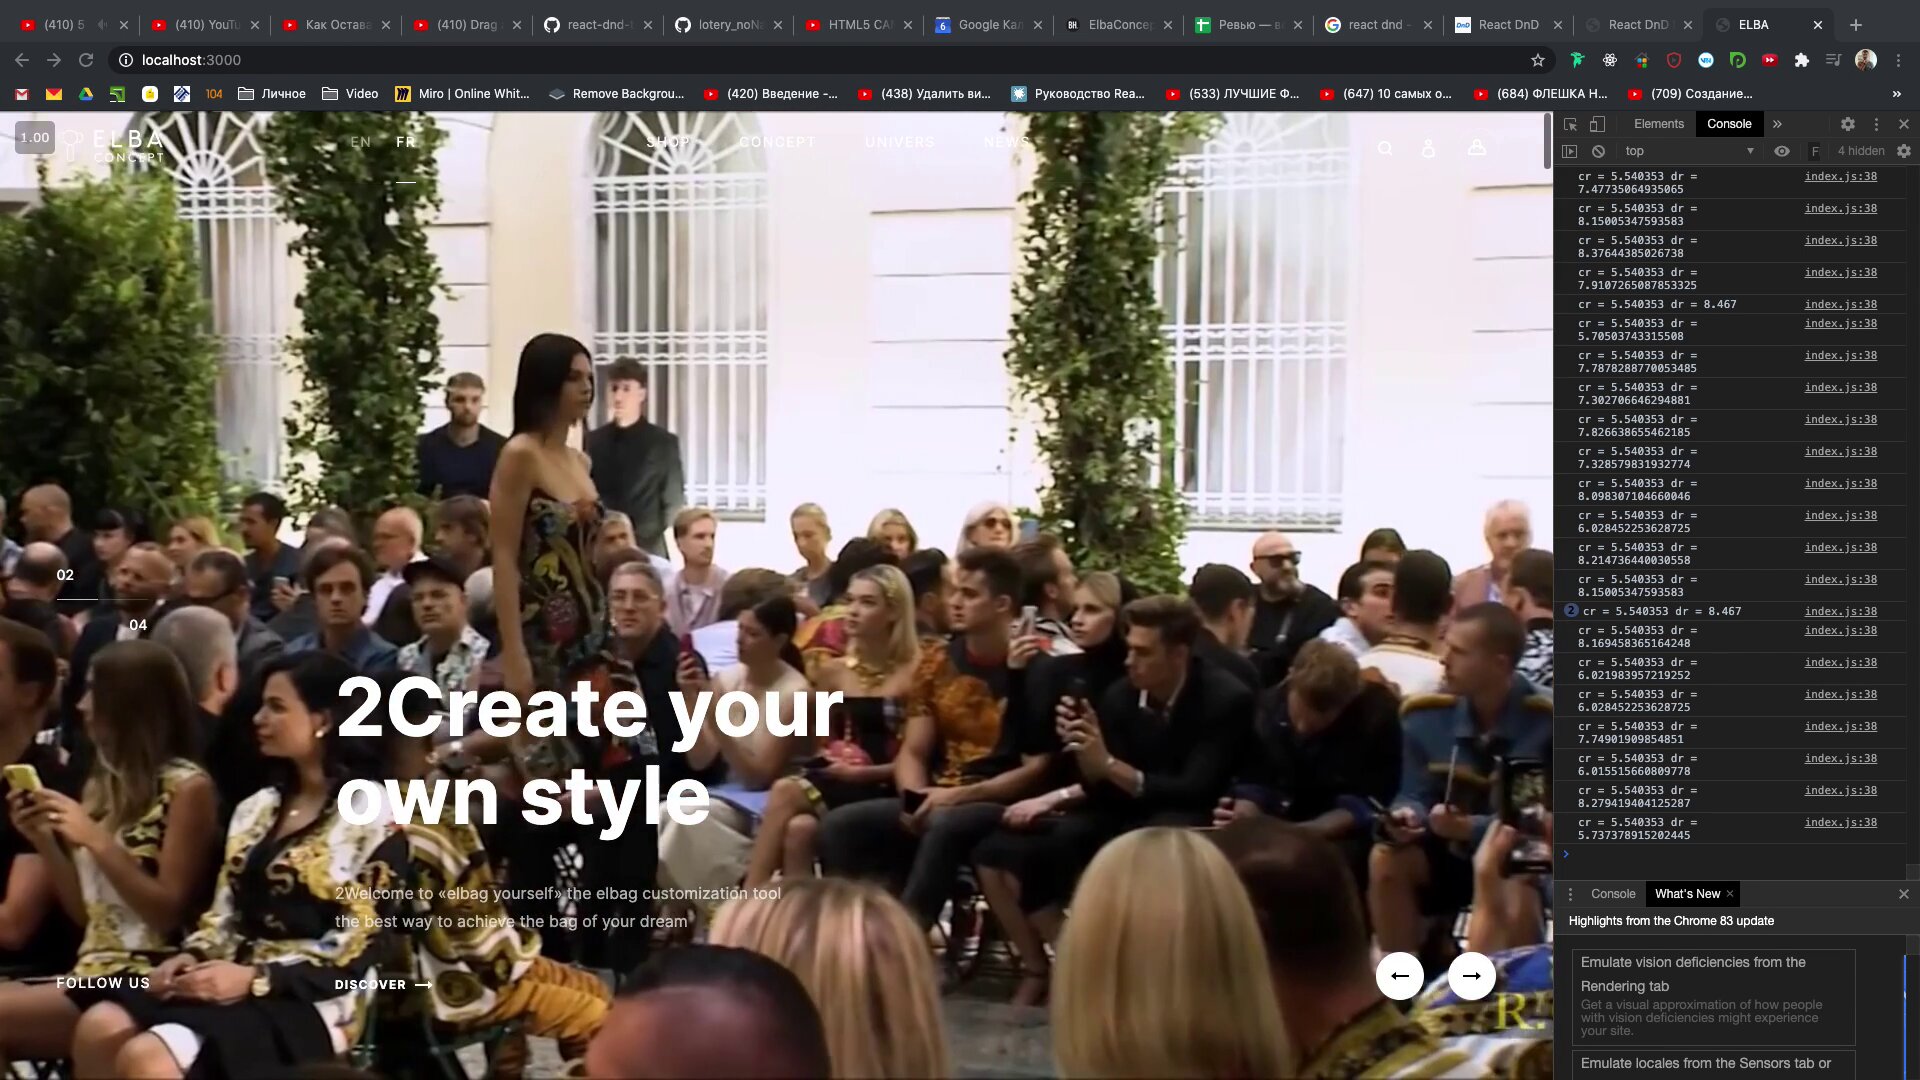 (410) 5
(410) YouTu
Как Остава
(410) Drag
react-dnd-t
lotery_noNa
HTML5 CAN
Google Кал
ElbaConcep
Ревью — в
react dnd -
React DnD
React DnD
ELBA
localhost:3000
104
Личное
Video
Miro | Online Whit...
Remove Backgrou...
(420) Введение -...
(438) Удалить ви...
Руководство Rea...
(533) ЛУЧШИЕ Ф...
(647) 10 самых о...
(684) ФЛЕШКА Н...
(709) Создание...
»
1.00
ELBA
CONCEPT
EN
FR
SHOP
CONCEPT
UNIVERS
NEWS
02
04
2Create your
own style
2Welcome to «elbag yourself» the elbag customization tool
the best way to achieve the bag of your dream
FOLLOW US
DISCOVER
Elements
Console
»
top
F
4 hidden
cr = 5.540353 dr = index.js:38
7.47735064935065
cr = 5.540353 dr = index.js:38
8.15005347593583
cr = 5.540353 dr = index.js:38
8.37644385026738
cr = 5.540353 dr = index.js:38
7.9107265087853325
cr = 5.540353 dr = 8.467 index.js:38
cr = 5.540353 dr = index.js:38
5.70503743315508
cr = 5.540353 dr = index.js:38
7.7878288770053485
cr = 5.540353 dr = index.js:38
7.302706646294881
cr = 5.540353 dr = index.js:38
7.826638655462185
cr = 5.540353 dr = index.js:38
7.328579831932774
cr = 5.540353 dr = index.js:38
8.098307104660046
cr = 5.540353 dr = index.js:38
6.028452253628725
cr = 5.540353 dr = index.js:38
8.214736440030558
cr = 5.540353 dr = index.js:38
8.15005347593583
2 cr = 5.540353 dr = 8.467 index.js:38
cr = 5.540353 dr = index.js:38
8.169458365164248
cr = 5.540353 dr = index.js:38
6.021983957219252
cr = 5.540353 dr = index.js:38
6.028452253628725
cr = 5.540353 dr = index.js:38
7.74901909854851
cr = 5.540353 dr = index.js:38
6.015515660809778
cr = 5.540353 dr = index.js:38
8.279419404125287
cr = 5.540353 dr = index.js:38
5.737378915202445
Console
What's New
Highlights from the Chrome 83 update
Emulate vision deficiencies from the
Rendering tab
Get a visual approximation of how people
with vision deficiencies might experience
your site.
Emulate locales from the Sensors tab or